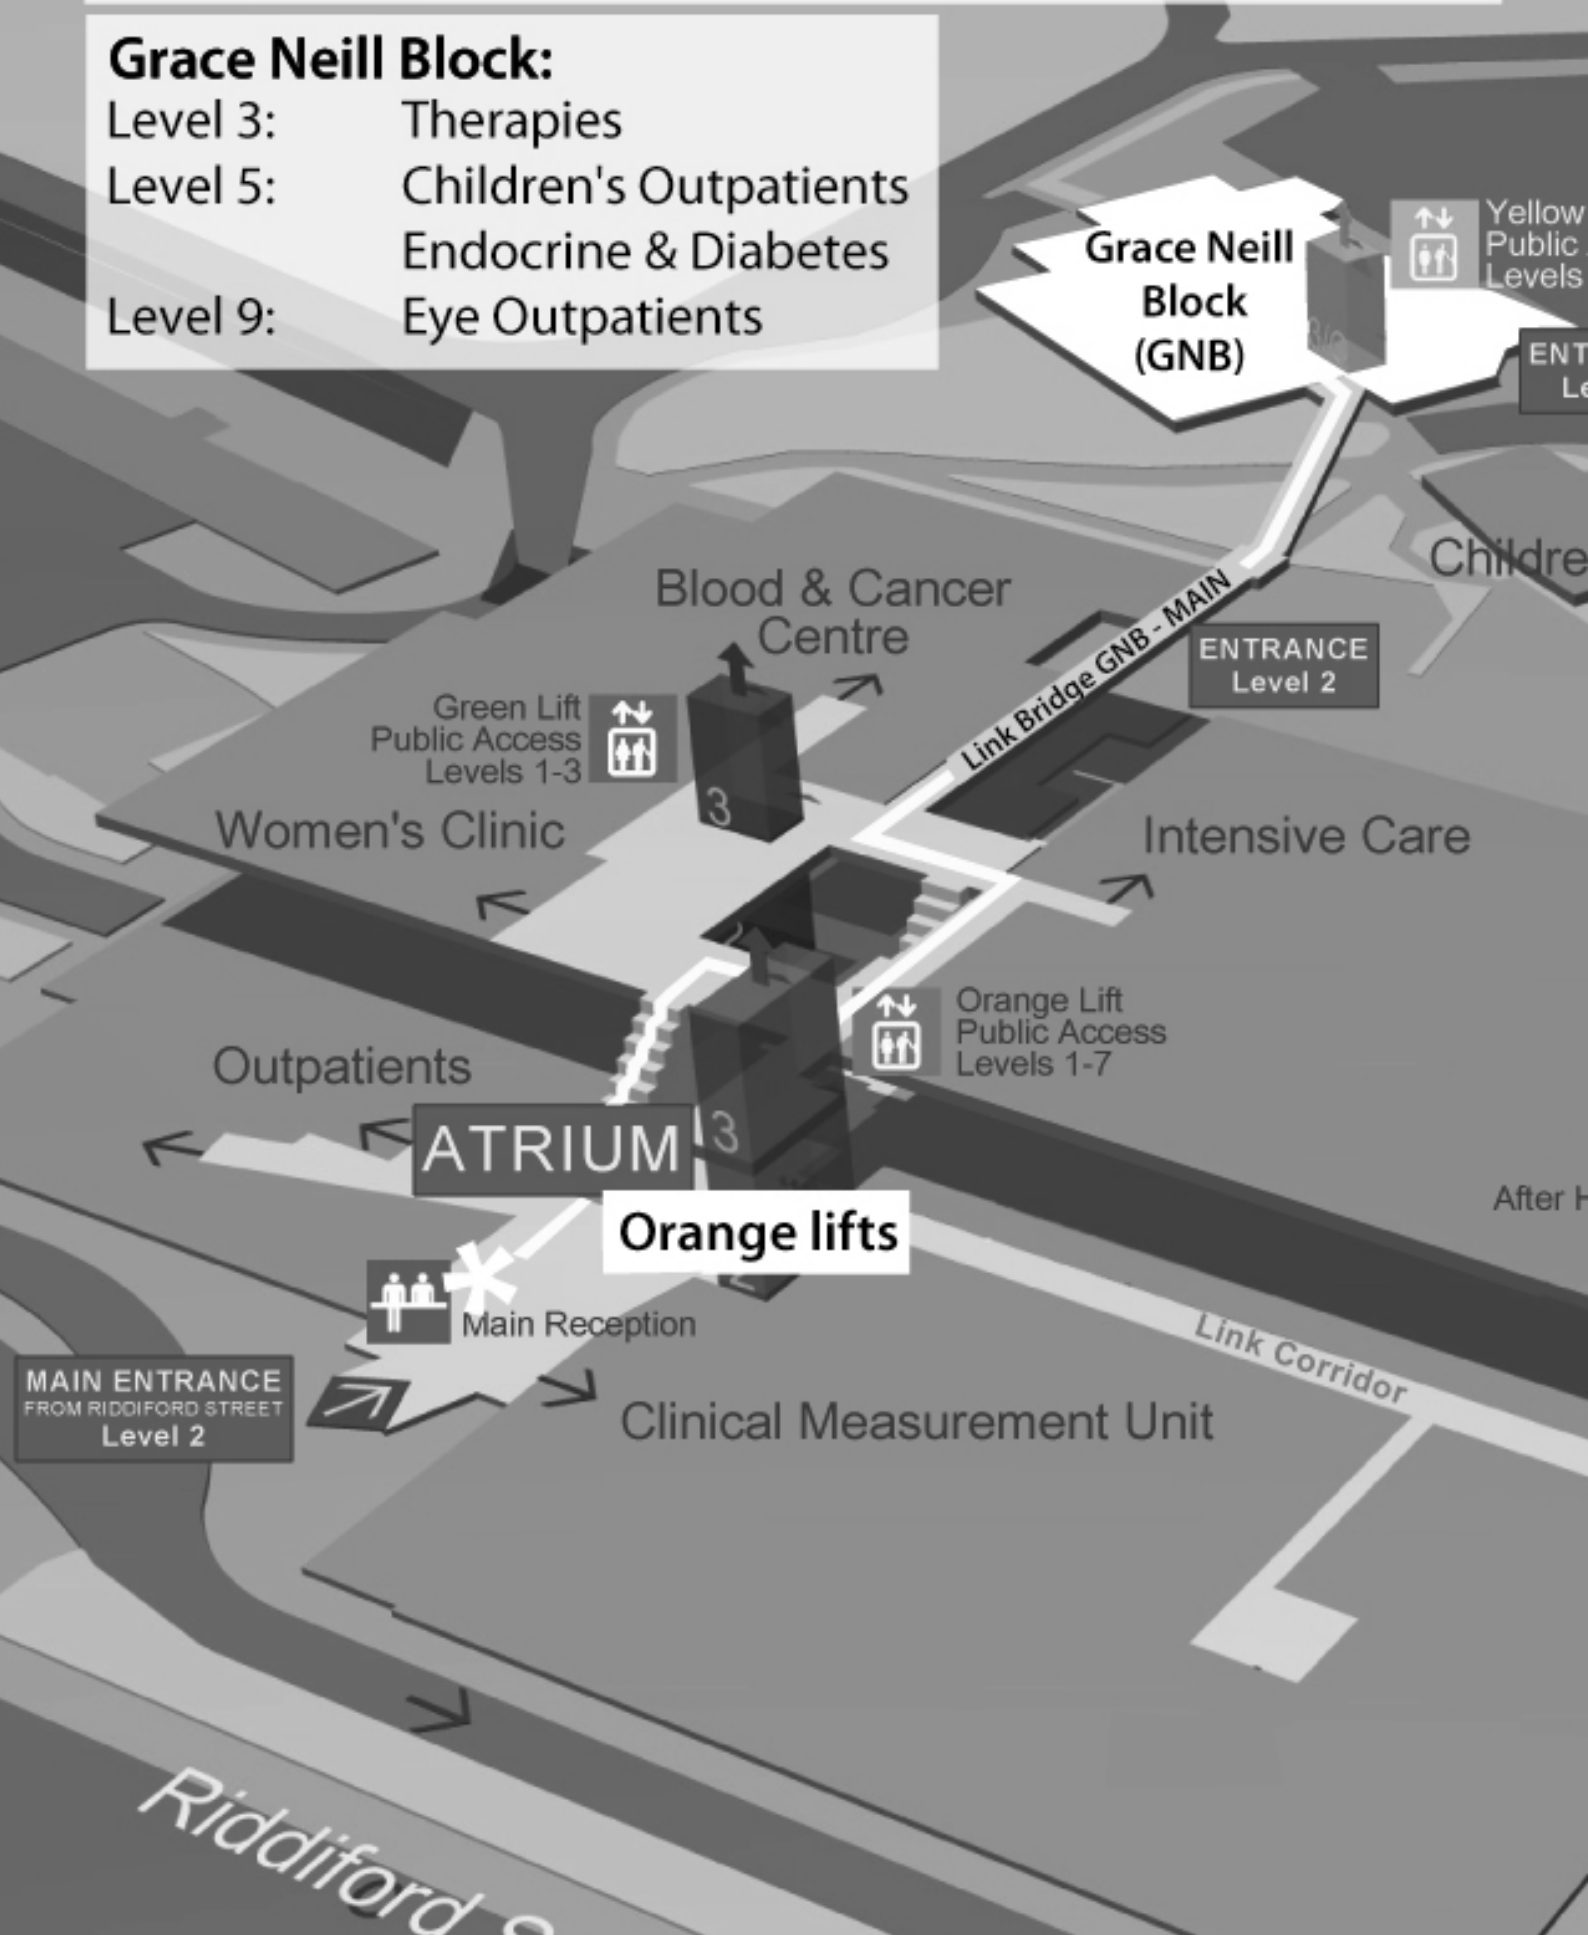 Grace Neill Block:
Level 3: Therapies
Level 5: Children's Outpatients
Endocrine & Diabetes
Level 9: Eye Outpatients
Grace Neill
Block
(GNB)
Yellow
Public
Levels
Blood & Cancer
Centre
Link Bridge GNB - MAIN
ENTRANCE
Level 2
Green Lift
Public Access
Levels 1-3
3
Women's Clinic
Intensive Care
Orange Lift
Public Access
Levels 1-7
Outpatients
ATRIUM
3
After
Orange lifts
2
Main Reception
Link Corridor
MAIN ENTRANCE
FROM RIDDIFORD STREET
Level 2
Clinical Measurement Unit
Riddiford